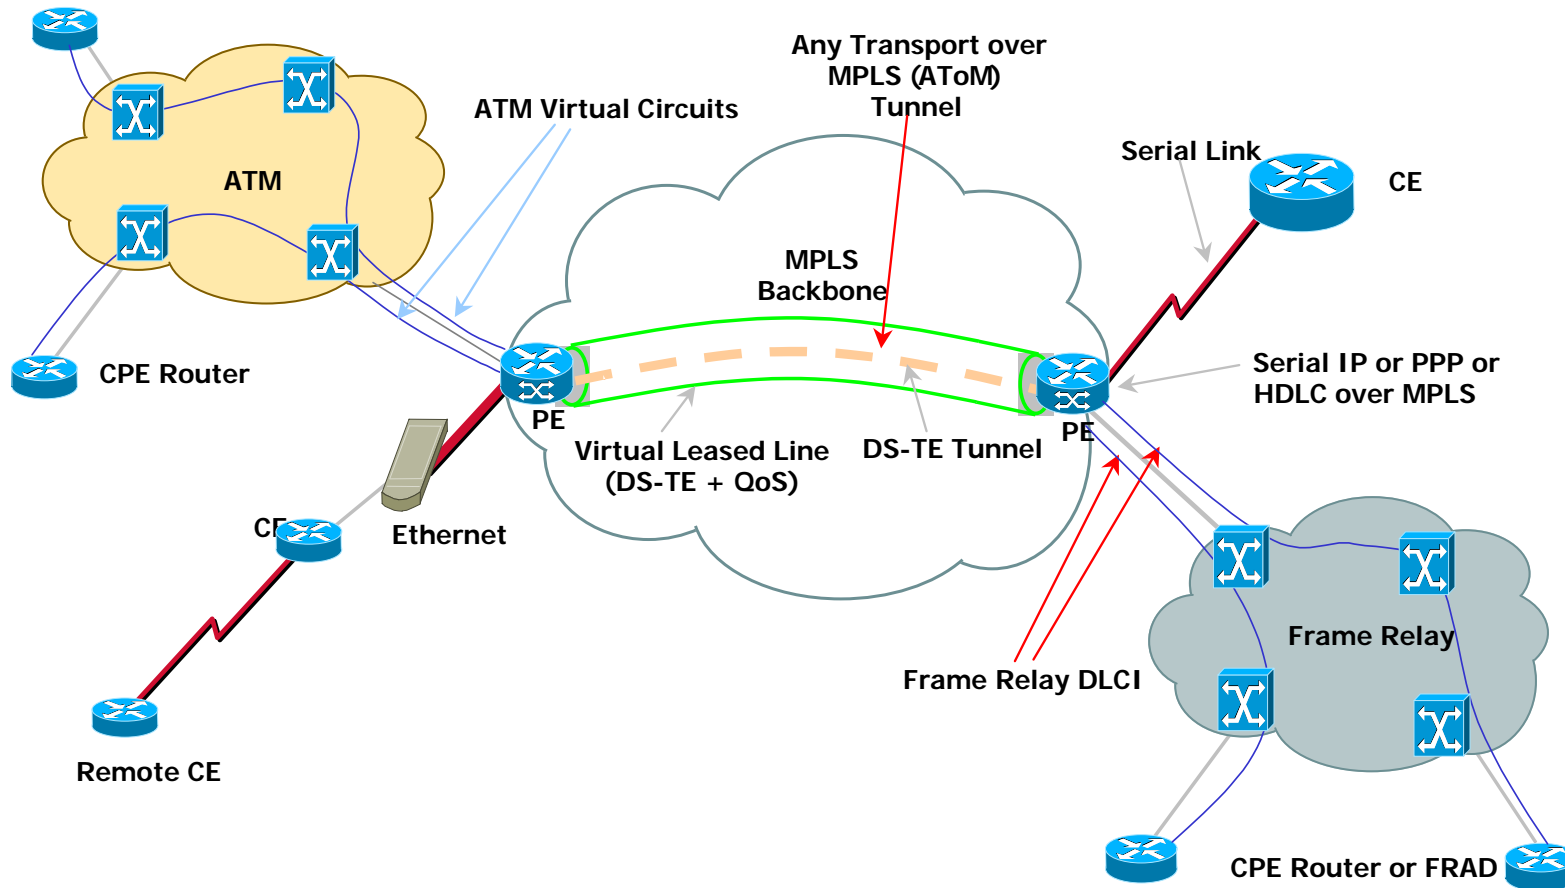 Any Transport over
MPLS (AToM)
Tunnel
ATM Virtual Circuits
Serial Link
CE
ATM
MPLS
Backbone
CPE Router
Serial IP or PPP or
HDLC over MPLS
PE
PE
Virtual Leased Line
(DS-TE + QoS)
DS-TE Tunnel
CE
Ethernet
Frame Relay
Frame Relay DLCI
Remote CE
CPE Router or FRAD